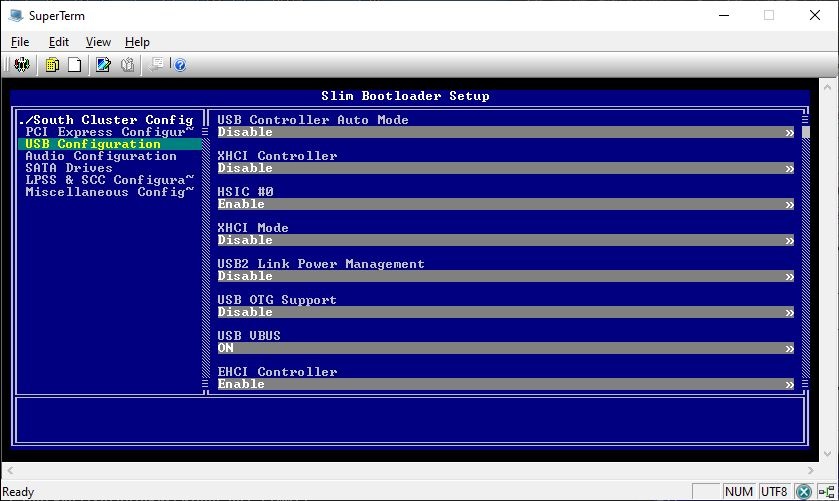 SuperTerm
File Edit View Help
Slim Bootloader Setup
./South Cluster Config
PCI Express Configur~
USB Configuration
Audio Configuration
SATA Drives
LPSS & SCC Configura~
Miscellaneous Config~
USB Controller Auto Mode
Disable »
XHCI Controller
Disable »
HSIC #0
Enable »
XHCI Mode
Disable »
USB2 Link Power Management
Disable »
USB OTG Support
Disable »
USB VBUS
ON »
EHCI Controller
Enable »
Ready NUM UTF8